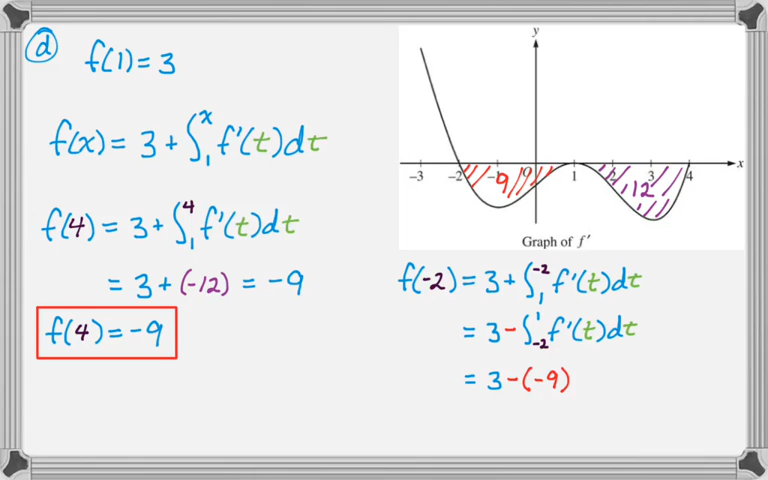 d
f(1) = 3
f(x) = 3 + ∫₁ˣ f'(t)dt
f(4) = 3 + ∫₁⁴ f'(t)dt
= 3 + (-12) = -9
f(4) = -9
y
x
-3 -2 -1 O 1 2 3 4
9 12
Graph of f'
f(-2) = 3 + ∫₁⁻² f'(t)dt
= 3 - ∫₋₂¹ f'(t)dt
= 3 - (-9)